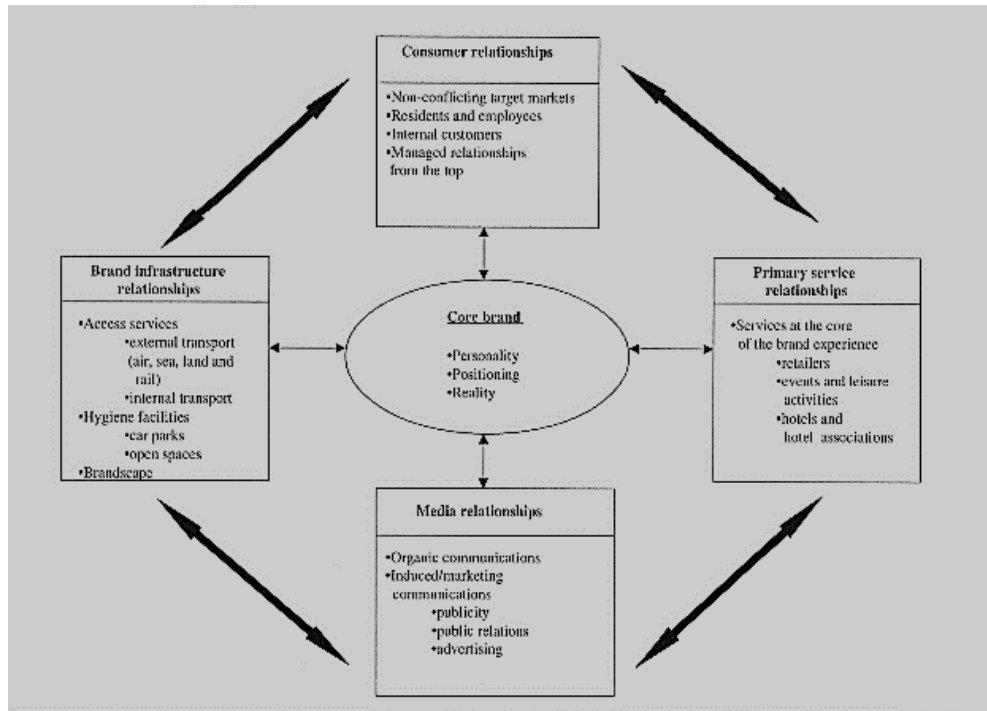 Consumer relationships
•Non-conflicting target markets
•Residents and employees
•Internal customers
•Managed relationships
from the top
Brand infrastructure
relationships
•Access services
•external transport
(air, sea, land and
rail)
•internal transport
•Hygiene facilities
•car parks
•open spaces
•Brandscape
Core brand
•Personality
•Positioning
•Reality
Primary service
relationships
•Services at the core
of the brand experience
•retailers
•events and leisure
activities
•hotels and
hotel associations
Media relationships
•Organic communications
•Induced/marketing
communications
•publicity
•public relations
•advertising